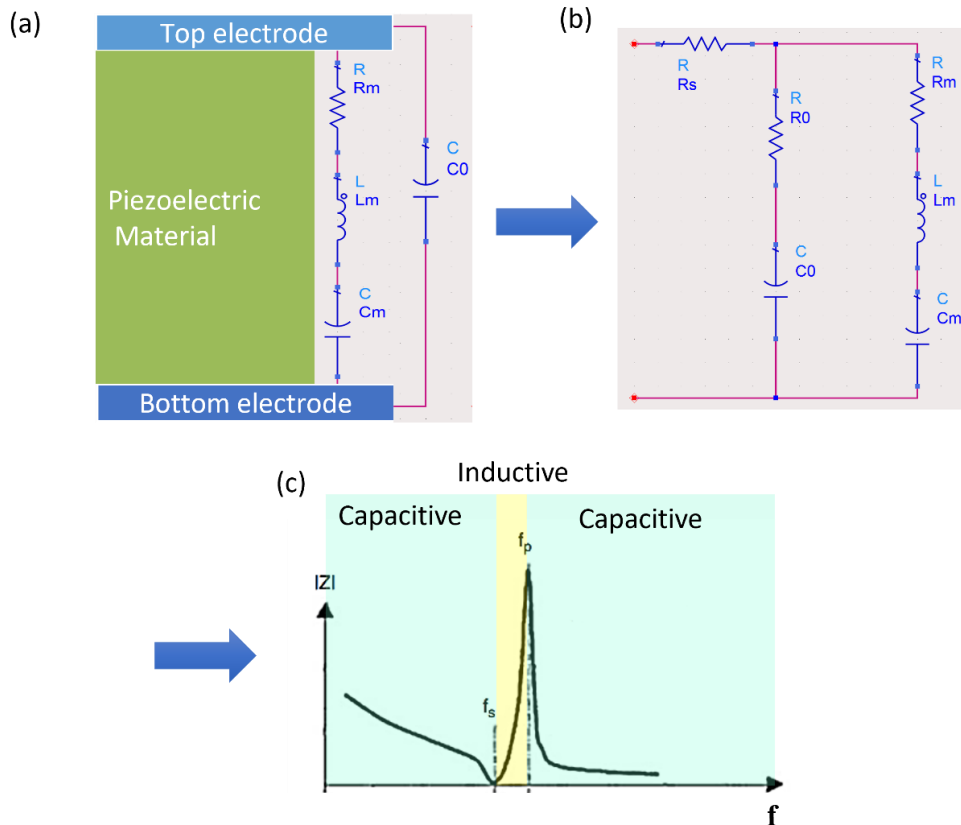 (a)
Top electrode
R
Rm
L
Lm
C
Cm
C
C0
Piezoelectric
Material
Bottom electrode
(b)
R
Rs
R
R0
C
C0
R
Rm
L
Lm
C
Cm
(c)
Inductive
Capacitive
Capacitive
|Z|
fs
fp
f